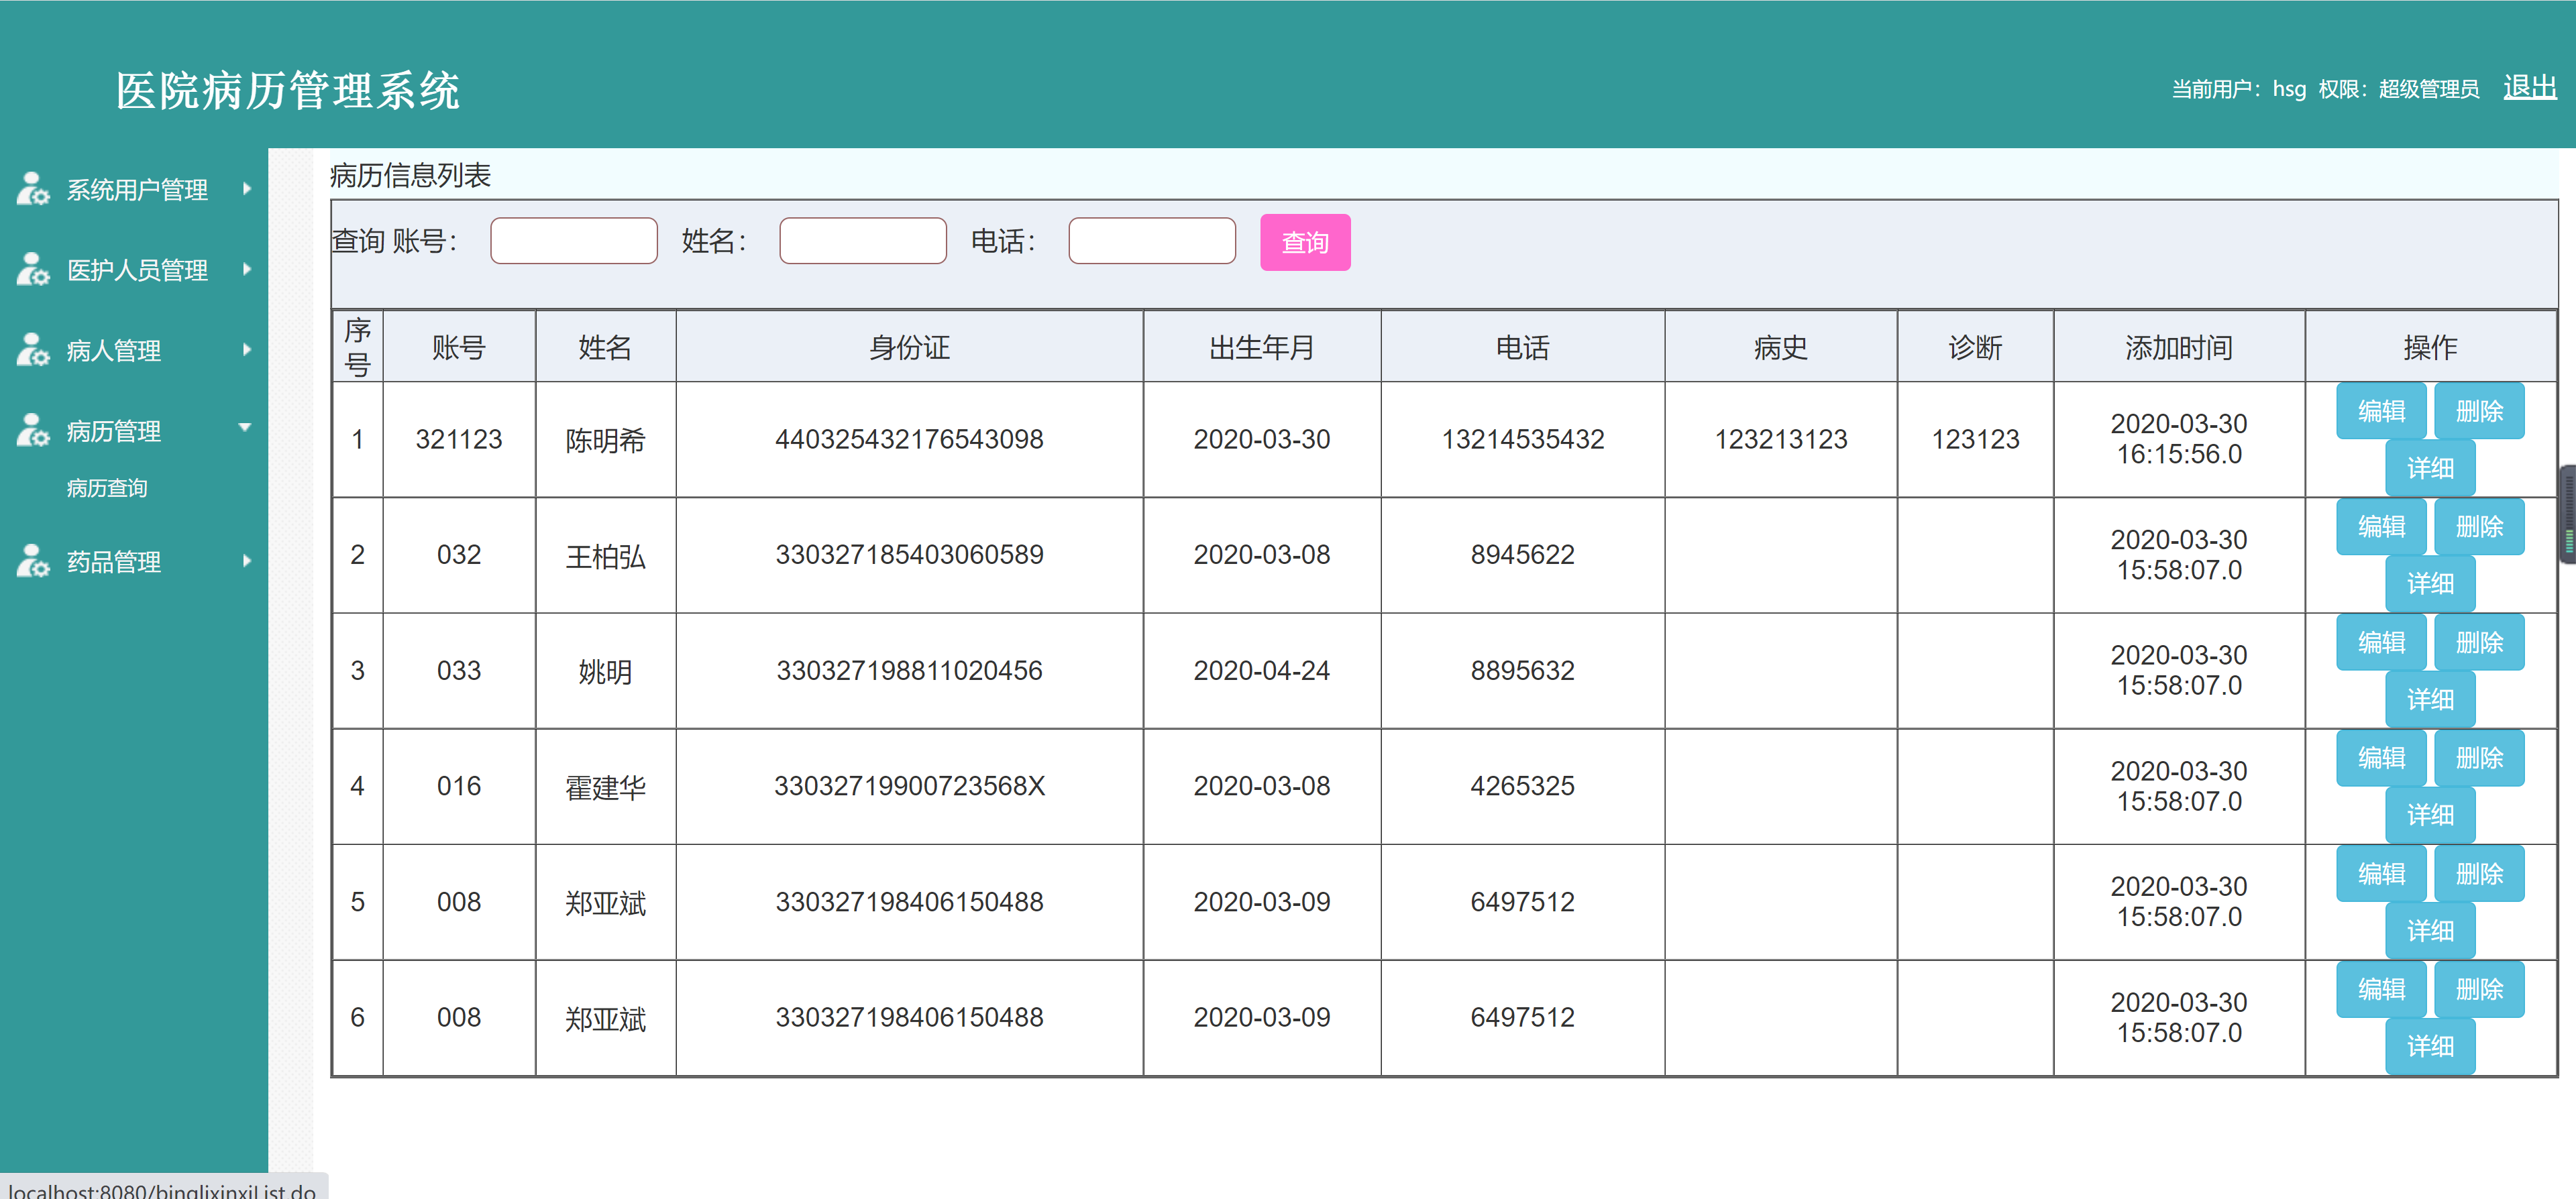 医院病历管理系统
当前用户：hsg 权限：超级管理员 退出
系统用户管理
医护人员管理
病人管理
病历管理
病历查询
药品管理
病历信息列表
查询 账号： 姓名： 电话： 查询
序号 账号 姓名 身份证 出生年月 电话 病史 诊断 添加时间 操作
1 321123 陈明希 440325432176543098 2020-03-30 13214535432 123213123 123123 2020-03-30 16:15:56.0 编辑 删除 详细
2 032 王柏弘 330327185403060589 2020-03-08 8945622 2020-03-30 15:58:07.0 编辑 删除 详细
3 033 姚明 330327198811020456 2020-04-24 8895632 2020-03-30 15:58:07.0 编辑 删除 详细
4 016 霍建华 33032719900723568X 2020-03-08 4265325 2020-03-30 15:58:07.0 编辑 删除 详细
5 008 郑亚斌 330327198406150488 2020-03-09 6497512 2020-03-30 15:58:07.0 编辑 删除 详细
6 008 郑亚斌 330327198406150488 2020-03-09 6497512 2020-03-30 15:58:07.0 编辑 删除 详细
localhost:8080/binglixinxiList.do